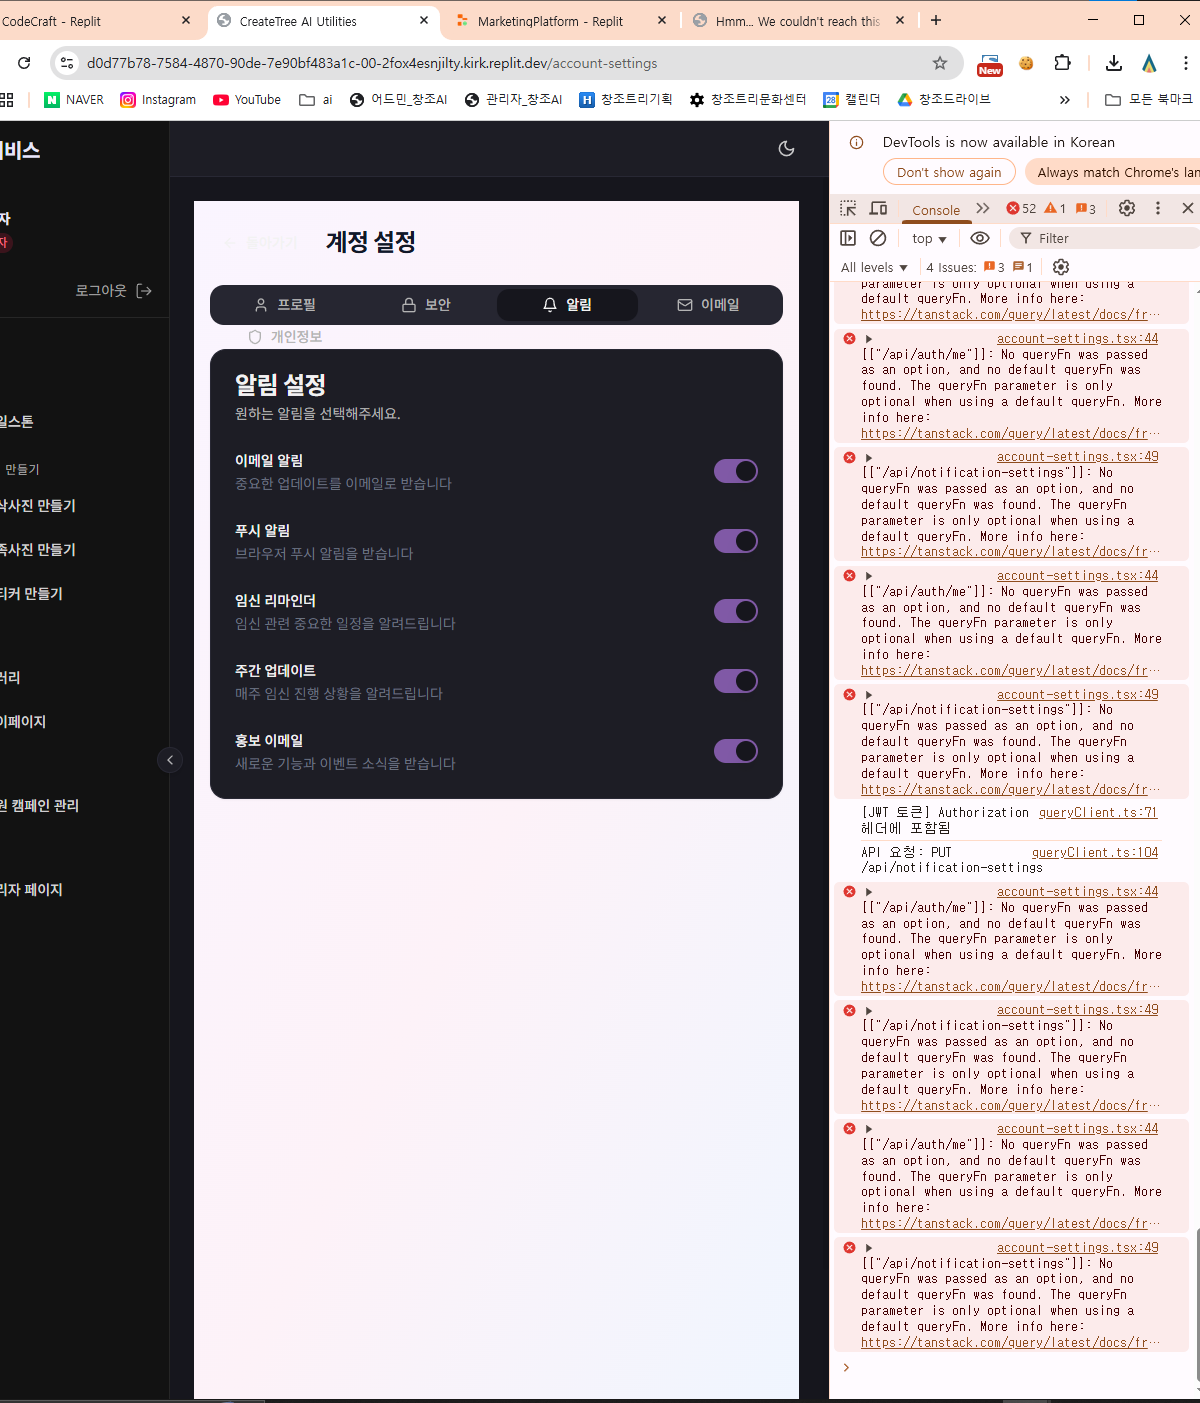 CodeCraft - Replit
CreateTree AI Utilities
MarketingPlatform - Replit
Hmm... We couldn't reach this
d0d77b78-7584-4870-90de-7e90bf483a1c-00-2fox4esnjilty.kirk.replit.dev/account-settings
New
NAVER
Instagram
YouTube
ai
어드민_창조AI
관리자_창조AI
창조트리기획
창조트리문화센터
캘린더
창조드라이브
모든 북마크
비스
자
자
로그아웃
일스톤
만들기
삭사진 만들기
족사진 만들기
티커 만들기
러리
이페이지
원 캠페인 관리
리자 페이지
돌아가기
계정 설정
프로필
보안
알림
이메일
개인정보
알림 설정
원하는 알림을 선택해주세요.
이메일 알림
중요한 업데이트를 이메일로 받습니다
푸시 알림
브라우저 푸시 알림을 받습니다
임신 리마인더
임신 관련 중요한 일정을 알려드립니다
주간 업데이트
매주 임신 진행 상황을 알려드립니다
홍보 이메일
새로운 기능과 이벤트 소식을 받습니다
DevTools is now available in Korean
Don't show again
Always match Chrome's lan
Console
52
1
3
top
Filter
All levels
4 Issues:
3
1
parameter is only optional when using a
default queryFn. More info here:
https://tanstack.com/query/latest/docs/fr…
account-settings.tsx:44
[["/api/auth/me"]]: No queryFn was passed
as an option, and no default queryFn was
found. The queryFn parameter is only
optional when using a default queryFn. More
info here:
https://tanstack.com/query/latest/docs/fr…
account-settings.tsx:49
[["/api/notification-settings"]]: No
queryFn was passed as an option, and no
default queryFn was found. The queryFn
parameter is only optional when using a
default queryFn. More info here:
https://tanstack.com/query/latest/docs/fr…
account-settings.tsx:44
[["/api/auth/me"]]: No queryFn was passed
as an option, and no default queryFn was
found. The queryFn parameter is only
optional when using a default queryFn. More
info here:
https://tanstack.com/query/latest/docs/fr…
account-settings.tsx:49
[["/api/notification-settings"]]: No
queryFn was passed as an option, and no
default queryFn was found. The queryFn
parameter is only optional when using a
default queryFn. More info here:
https://tanstack.com/query/latest/docs/fr…
[JWT 토큰] Authorization queryClient.ts:71
헤더에 포함됨
API 요청: PUT queryClient.ts:104
/api/notification-settings
account-settings.tsx:44
[["/api/auth/me"]]: No queryFn was passed
as an option, and no default queryFn was
found. The queryFn parameter is only
optional when using a default queryFn. More
info here:
https://tanstack.com/query/latest/docs/fr…
account-settings.tsx:49
[["/api/notification-settings"]]: No
queryFn was passed as an option, and no
default queryFn was found. The queryFn
parameter is only optional when using a
default queryFn. More info here:
https://tanstack.com/query/latest/docs/fr…
account-settings.tsx:44
[["/api/auth/me"]]: No queryFn was passed
as an option, and no default queryFn was
found. The queryFn parameter is only
optional when using a default queryFn. More
info here:
https://tanstack.com/query/latest/docs/fr…
account-settings.tsx:49
[["/api/notification-settings"]]: No
queryFn was passed as an option, and no
default queryFn was found. The queryFn
parameter is only optional when using a
default queryFn. More info here:
https://tanstack.com/query/latest/docs/fr…